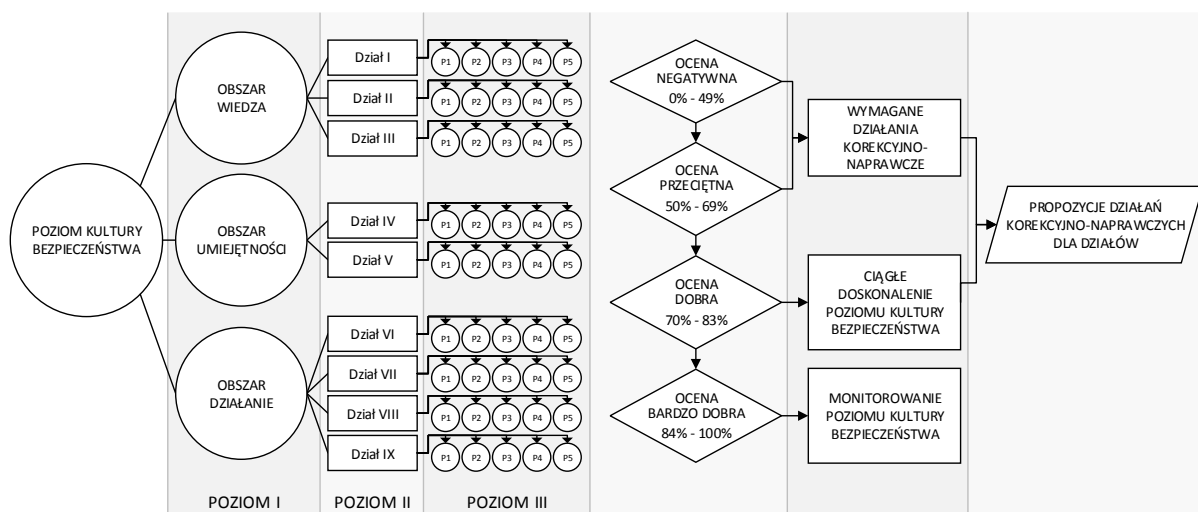 POZIOM KULTURY
BEZPIECZEŃSTWA
OBSZAR
WIEDZA
OBSZAR
UMIEJĘTNOŚCI
OBSZAR
DZIAŁANIE
Dział I
P1 P2 P3 P4 P5
Dział II
P1 P2 P3 P4 P5
Dział III
P1 P2 P3 P4 P5
Dział IV
P1 P2 P3 P4 P5
Dział V
P1 P2 P3 P4 P5
Dział VI
P1 P2 P3 P4 P5
Dział VII
P1 P2 P3 P4 P5
Dział VIII
P1 P2 P3 P4 P5
Dział IX
P1 P2 P3 P4 P5
OCENA
NEGATYWNA
0% - 49%
OCENA
PRZECIĘTNA
50% - 69%
OCENA
DOBRA
70% - 83%
OCENA
BARDZO DOBRA
84% - 100%
WYMAGANE
DZIAŁANIA
KOREKCYJNO-
NAPRAWCZE
CIĄGŁE
DOSKONALENIE
POZIOMU KULTURY
BEZPIECZEŃSTWA
MONITOROWANIE
POZIOMU KULTURY
BEZPIECZEŃSTWA
PROPOZYCJE DZIAŁAŃ
KOREKCYJNO-NAPRAWCZYCH
DLA DZIAŁÓW
POZIOM I
POZIOM II
POZIOM III